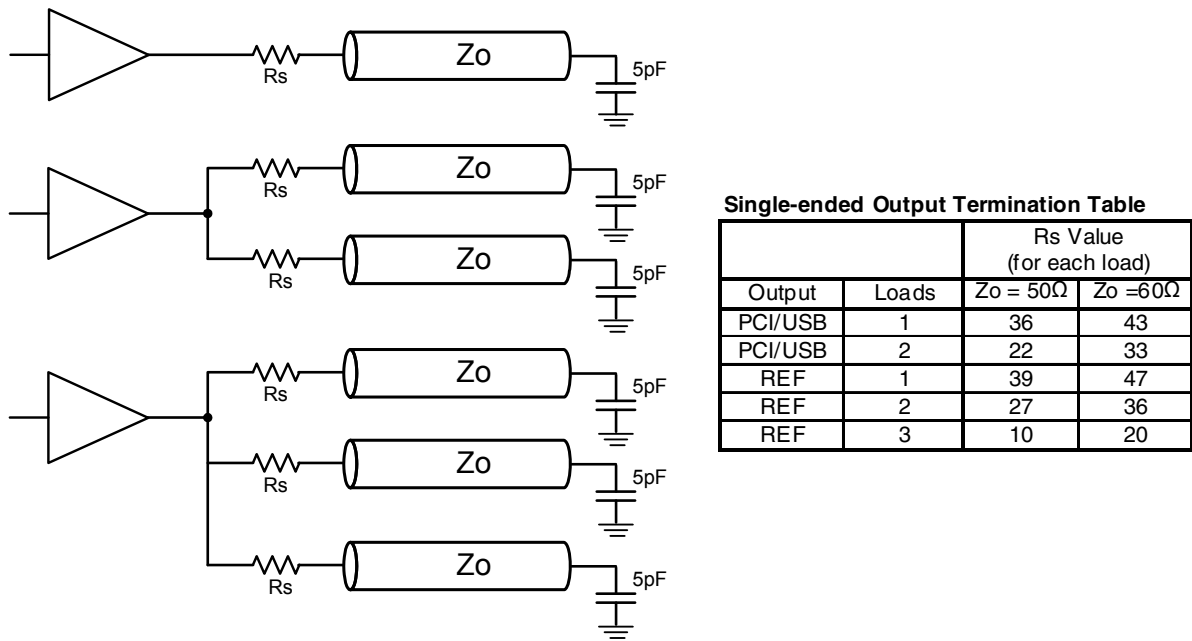 Rs
Zo
5pF
Rs
Zo
5pF
Rs
Zo
5pF
Rs
Zo
5pF
Rs
Zo
5pF
Rs
Zo
5pF
Single-ended Output Termination Table
Rs Value
(for each load)
Output Loads Zo = 50Ω Zo =60Ω
PCI/USB 1 36 43
PCI/USB 2 22 33
REF 1 39 47
REF 2 27 36
REF 3 10 20